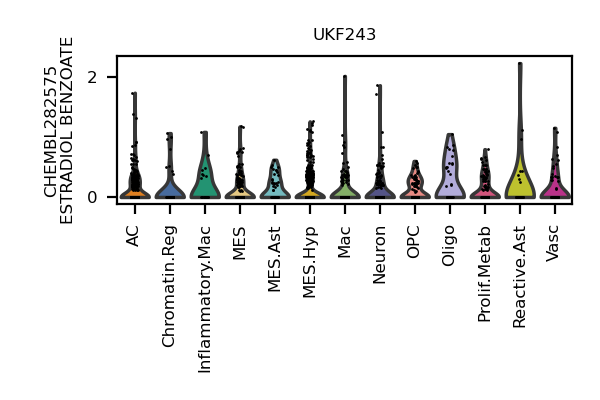 UKF243
CHEMBL282575
ESTRADIOL BENZOATE
2
0
AC
Chromatin.Reg
Inflammatory.Mac
MES
MES.Ast
MES.Hyp
Mac
Neuron
OPC
Oligo
Prolif.Metab
Reactive.Ast
Vasc